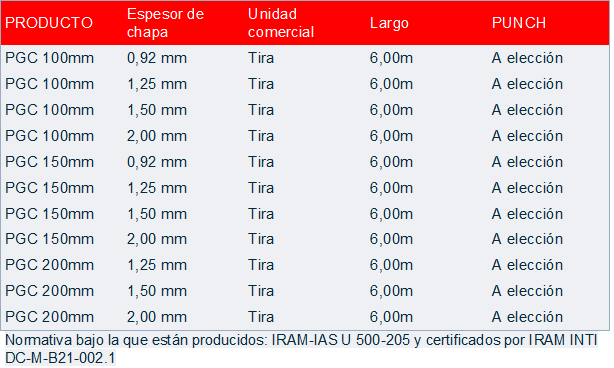 PRODUCTO Espesor de chapa Unidad comercial Largo PUNCH
PGC 100mm 0,92 mm Tira 6,00m A elección
PGC 100mm 1,25 mm Tira 6,00m A elección
PGC 100mm 1,50 mm Tira 6,00m A elección
PGC 100mm 2,00 mm Tira 6,00m A elección
PGC 150mm 0,92 mm Tira 6,00m A elección
PGC 150mm 1,25 mm Tira 6,00m A elección
PGC 150mm 1,50 mm Tira 6,00m A elección
PGC 150mm 2,00 mm Tira 6,00m A elección
PGC 200mm 1,25 mm Tira 6,00m A elección
PGC 200mm 1,50 mm Tira 6,00m A elección
PGC 200mm 2,00 mm Tira 6,00m A elección
Normativa bajo la que están producidos: IRAM-IAS U 500-205 y certificados por IRAM INTI
DC-M-B21-002.1